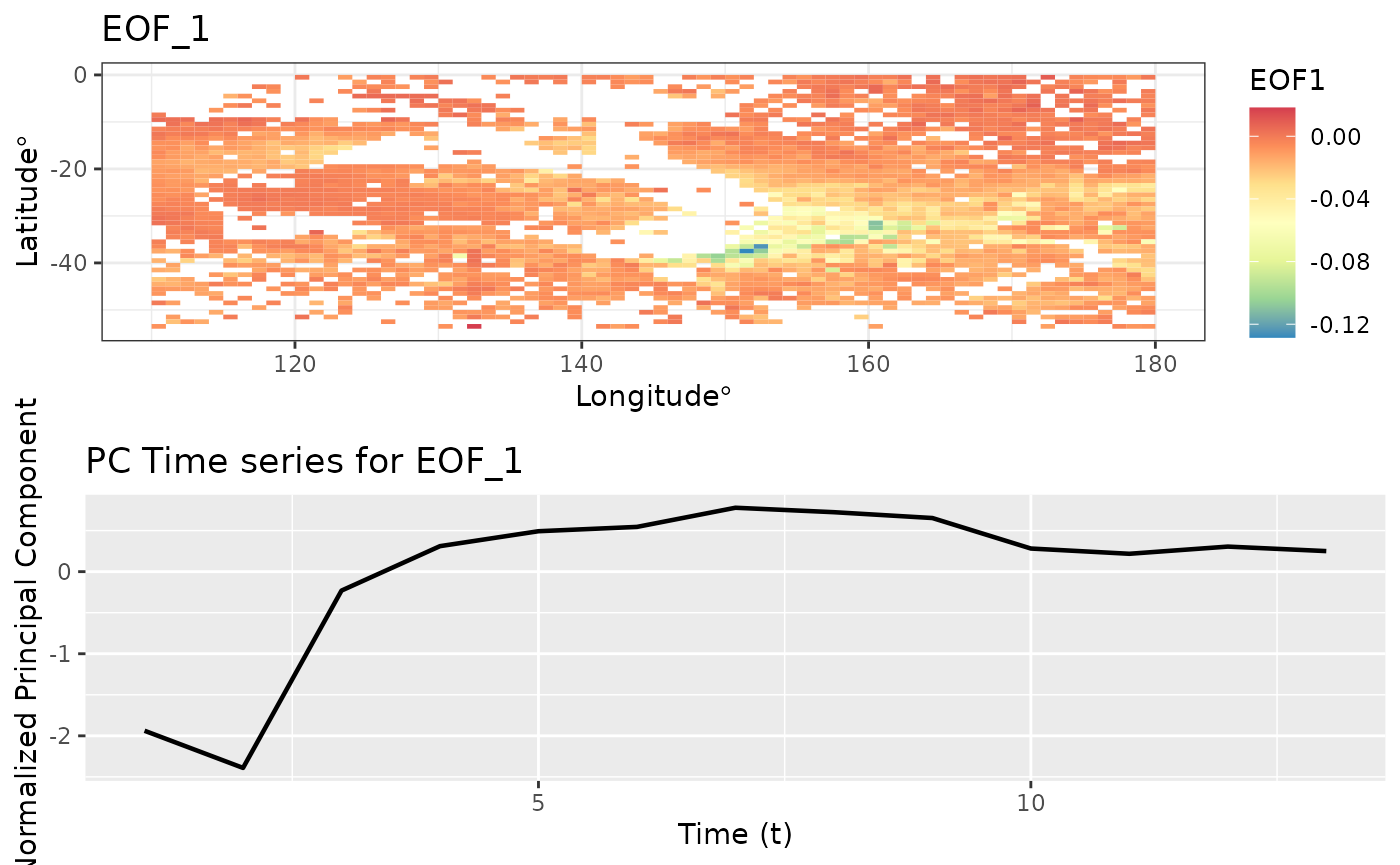 EOF_1
0
-20
-40
Latitude°
120 140 160 180
Longitude°
EOF1
0.00
-0.04
-0.08
-0.12
PC Time series for EOF_1
0
-1
-2
Normalized Principal Component
5 10
Time (t)